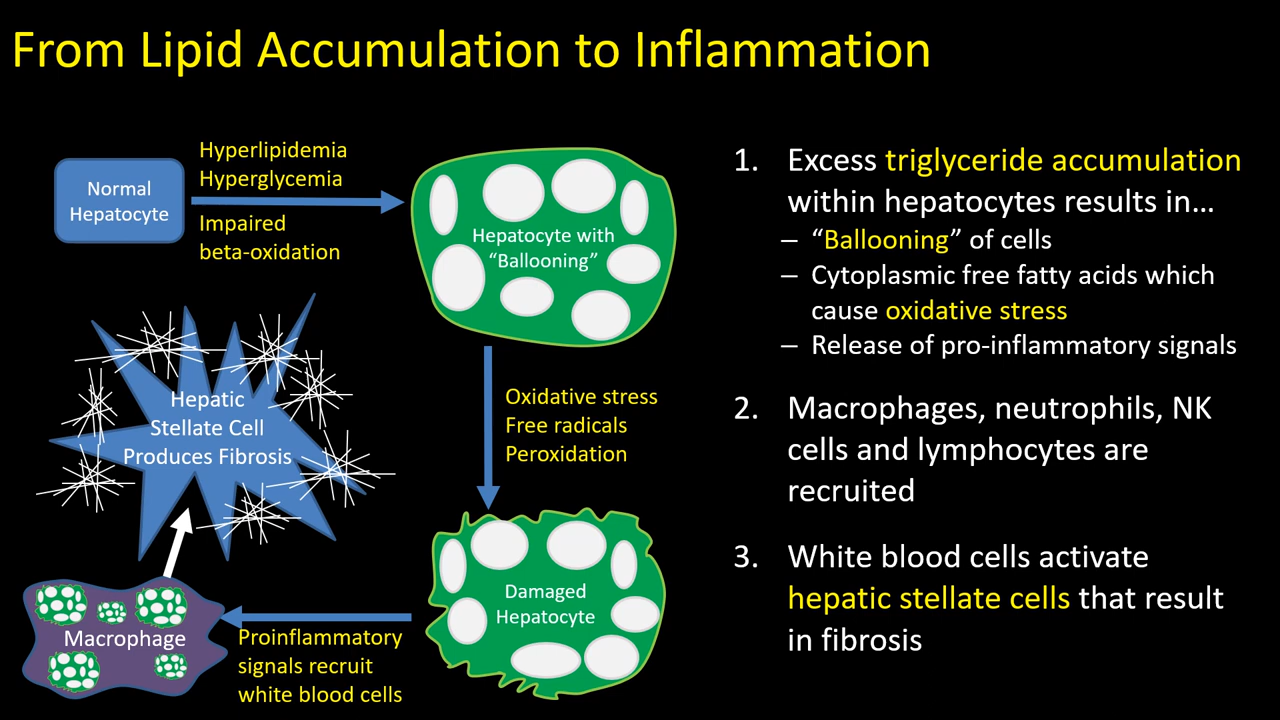 From Lipid Accumulation to Inflammation
Normal
Hepatocyte
Hyperlipidemia
Hyperglycemia
Impaired
beta-oxidation
Hepatocyte with
“Ballooning”
Oxidative stress
Free radicals
Peroxidation
Damaged
Hepatocyte
Proinflammatory
signals recruit
white blood cells
Macrophage
Hepatic
Stellate Cell
Produces Fibrosis
1. Excess triglyceride accumulation
within hepatocytes results in…
– “Ballooning” of cells
– Cytoplasmic free fatty acids which
cause oxidative stress
– Release of pro-inflammatory signals
2. Macrophages, neutrophils, NK
cells and lymphocytes are
recruited
3. White blood cells activate
hepatic stellate cells that result
in fibrosis